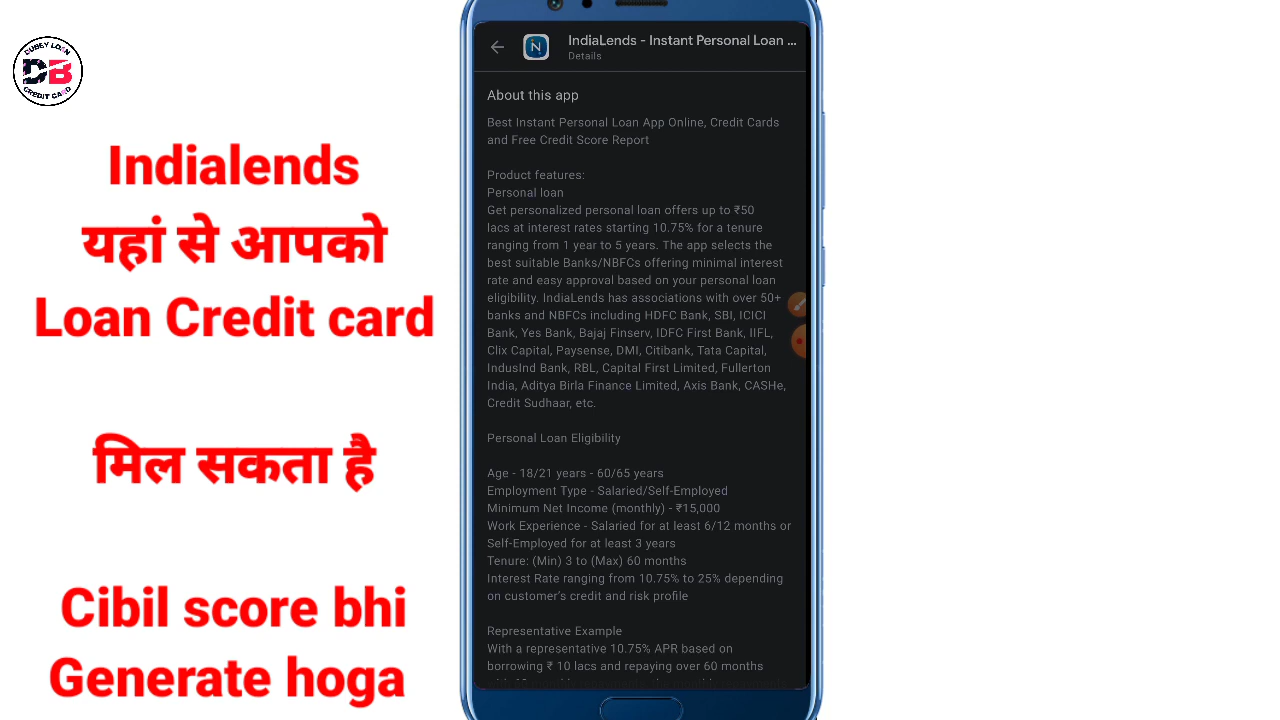 DUBEY LOAN
DB
CREDIT CARD
Indialends
यहां से आपको
Loan Credit card
मिल सकता है
Cibil score bhi
Generate hoga
IndiaLends - Instant Personal Loan ...
Details
About this app
Best Instant Personal Loan App Online, Credit Cards
and Free Credit Score Report
Product features:
Personal loan
Get personalized personal loan offers up to ₹50
lacs at interest rates starting 10.75% for a tenure
ranging from 1 year to 5 years. The app selects the
best suitable Banks/NBFCs offering minimal interest
rate and easy approval based on your personal loan
eligibility. IndiaLends has associations with over 50+
banks and NBFCs including HDFC Bank, SBI, ICICI
Bank, Yes Bank, Bajaj Finserv, IDFC First Bank, IIFL,
Clix Capital, Paysense, DMI, Citibank, Tata Capital,
IndusInd Bank, RBL, Capital First Limited, Fullerton
India, Aditya Birla Finance Limited, Axis Bank, CASHe,
Credit Sudhaar, etc.
Personal Loan Eligibility
Age - 18/21 years - 60/65 years
Employment Type - Salaried/Self-Employed
Minimum Net Income (monthly) - ₹15,000
Work Experience - Salaried for at least 6/12 months or
Self-Employed for at least 3 years
Tenure: (Min) 3 to (Max) 60 months
Interest Rate ranging from 10.75% to 25% depending
on customer's credit and risk profile
Representative Example
With a representative 10.75% APR based on
borrowing ₹ 10 lacs and repaying over 60 months